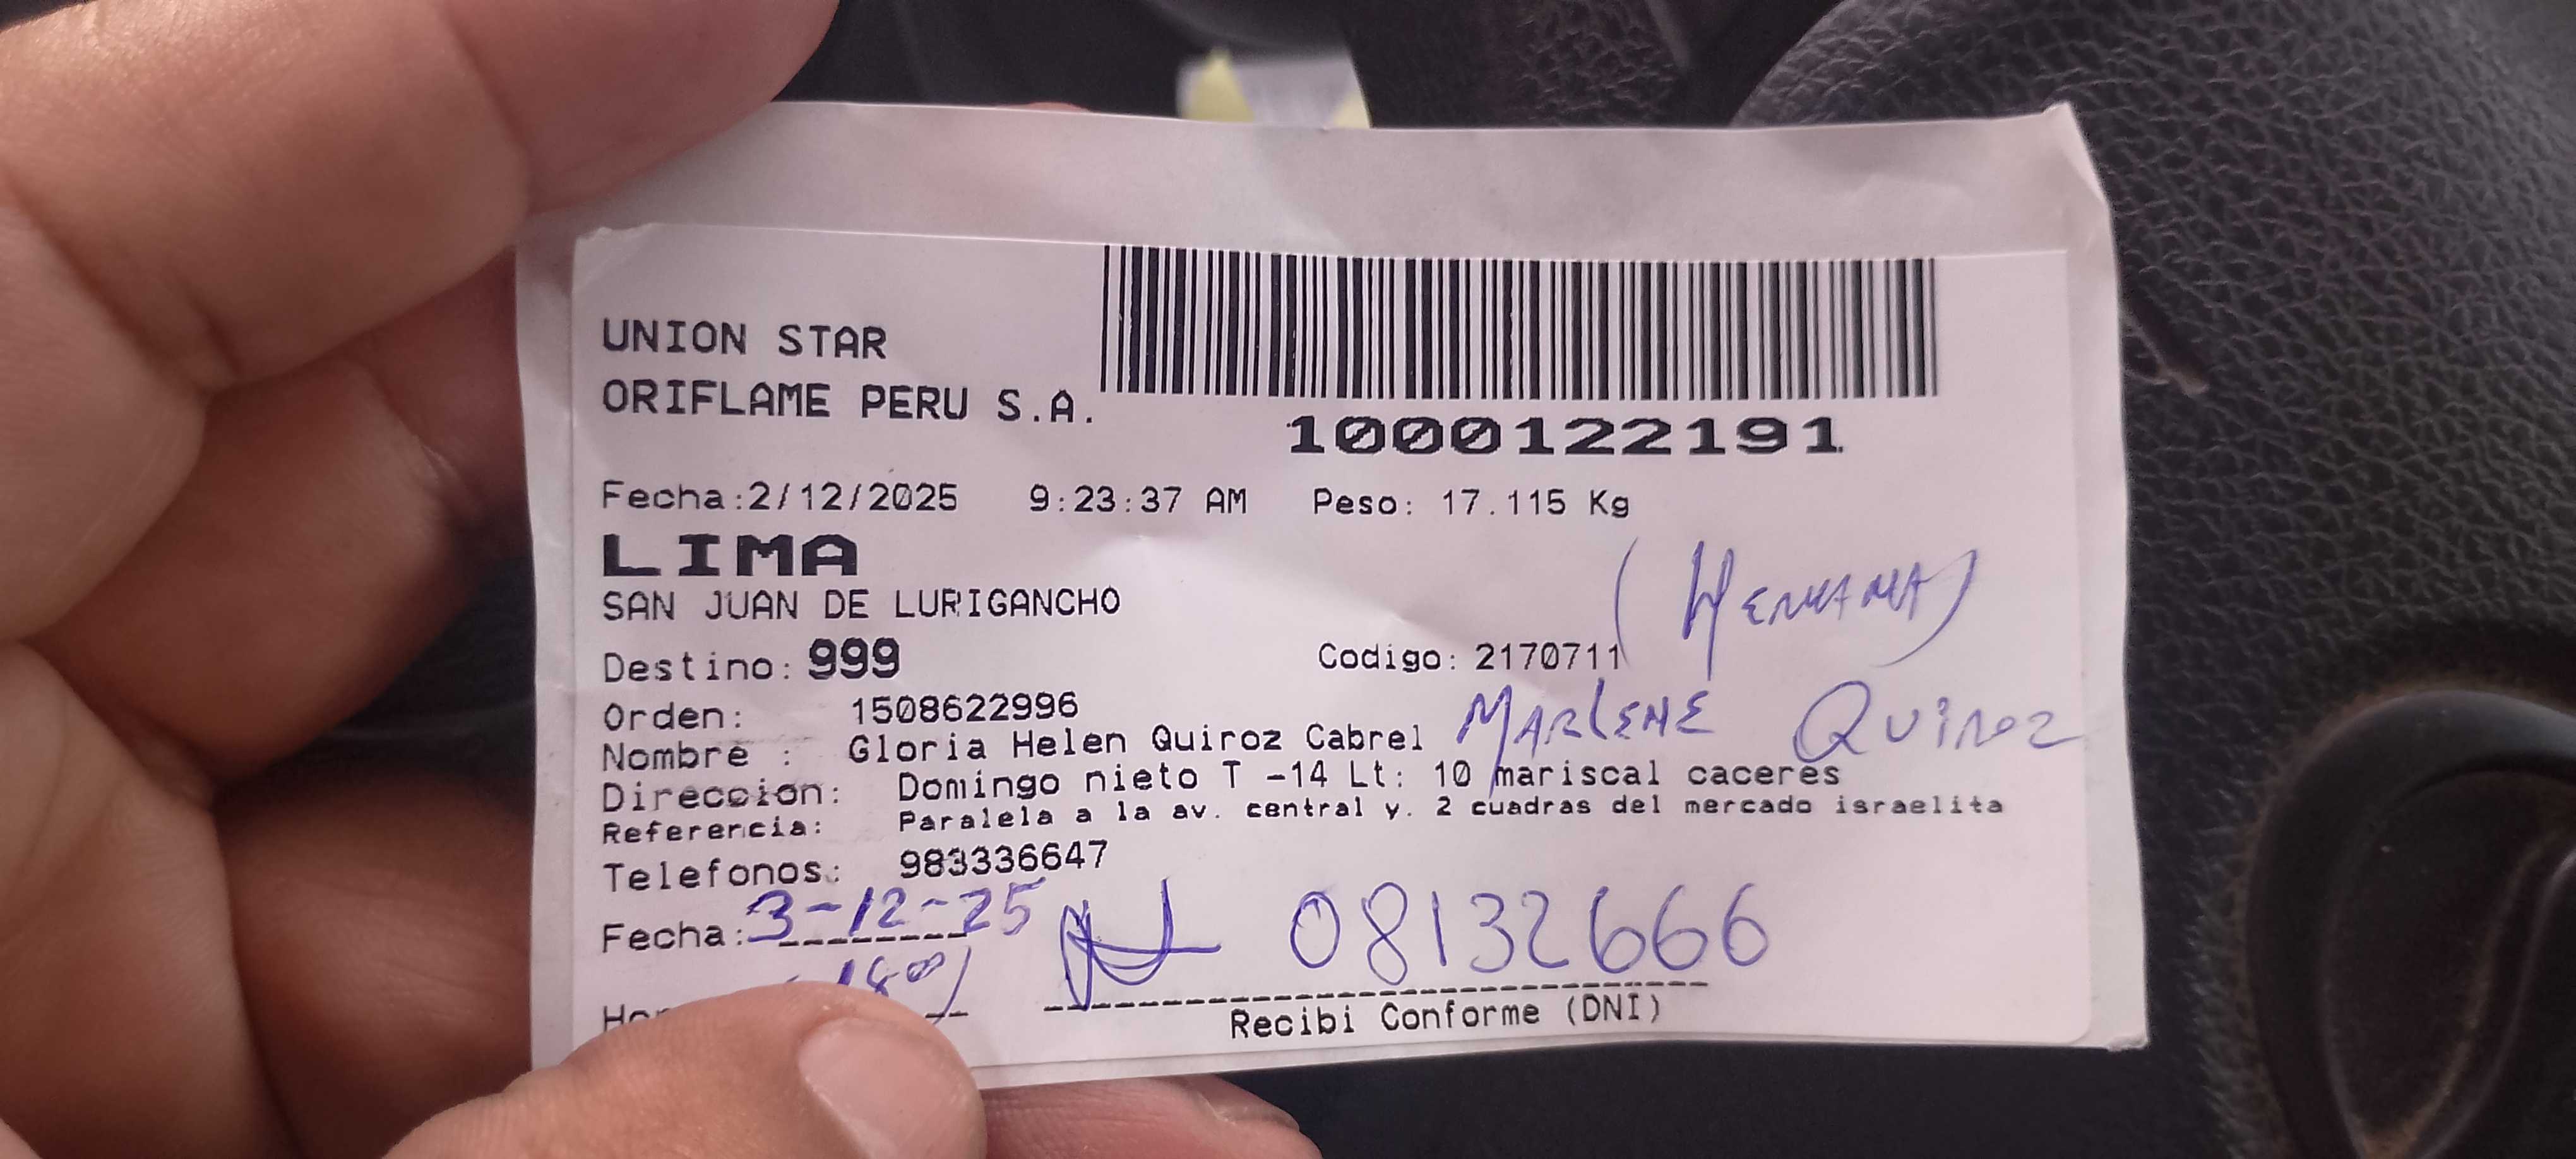 UNION STAR
ORIFLAME PERU S.A.
1000122191
Fecha:2/12/2025 9:23:37 AM Peso: 17.115 Kg
LIMA
(HERMANA)
SAN JUAN DE LURIGANCHO
Destino: 999 Codigo: 2170711
Orden: 1508622996
MARLENE QUIROZ
Nombre : Gloria Helen Quiroz Cabrel
Direccion: Domingo nieto T -14 Lt: 10 mariscal caceres
Referencia: Paralela a la av. central y. 2 cuadras del mercado israelita
Telefonos: 983336647
Fecha: 3-12-25 08132666
Recibi Conforme (DNI)